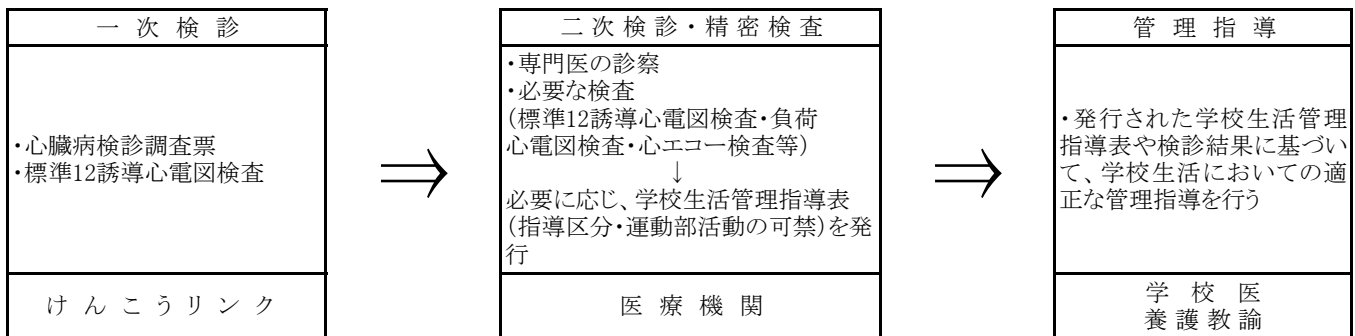 一次検診
・心臓病検診調査票
・標準12誘導心電図検査
けんこうリンク
⇒
二次検診・精密検査
・専門医の診察
・必要な検査
(標準12誘導心電図検査・負荷
心電図検査・心エコー検査等)
↓
必要に応じ、学校生活管理指導表
(指導区分・運動部活動の可禁)を発
行
医療機関
⇒
管理指導
・発行された学校生活管理
指導表や検診結果に基づい
て、学校生活においての適
正な管理指導を行う
学校医
養護教諭